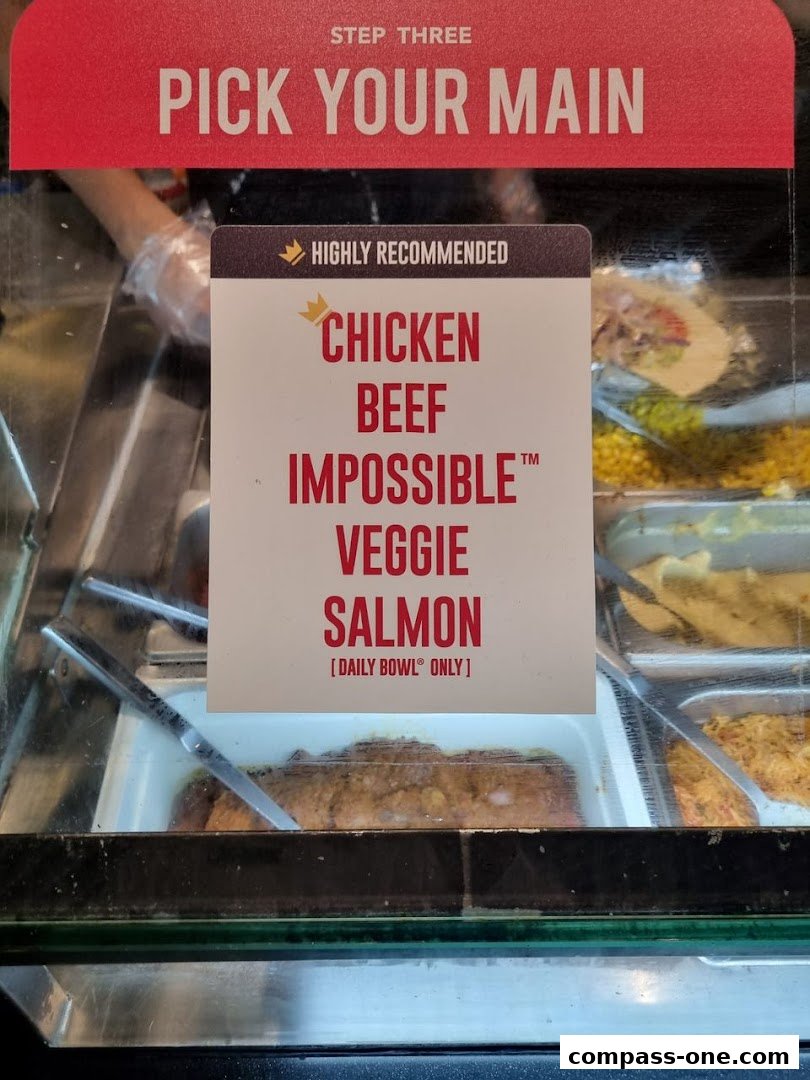 STEP THREE
PICK YOUR MAIN
HIGHLY RECOMMENDED
CHICKEN
BEEF
IMPOSSIBLE™
VEGGIE
SALMON
[ DAILY BOWL® ONLY ]
compass-one.com